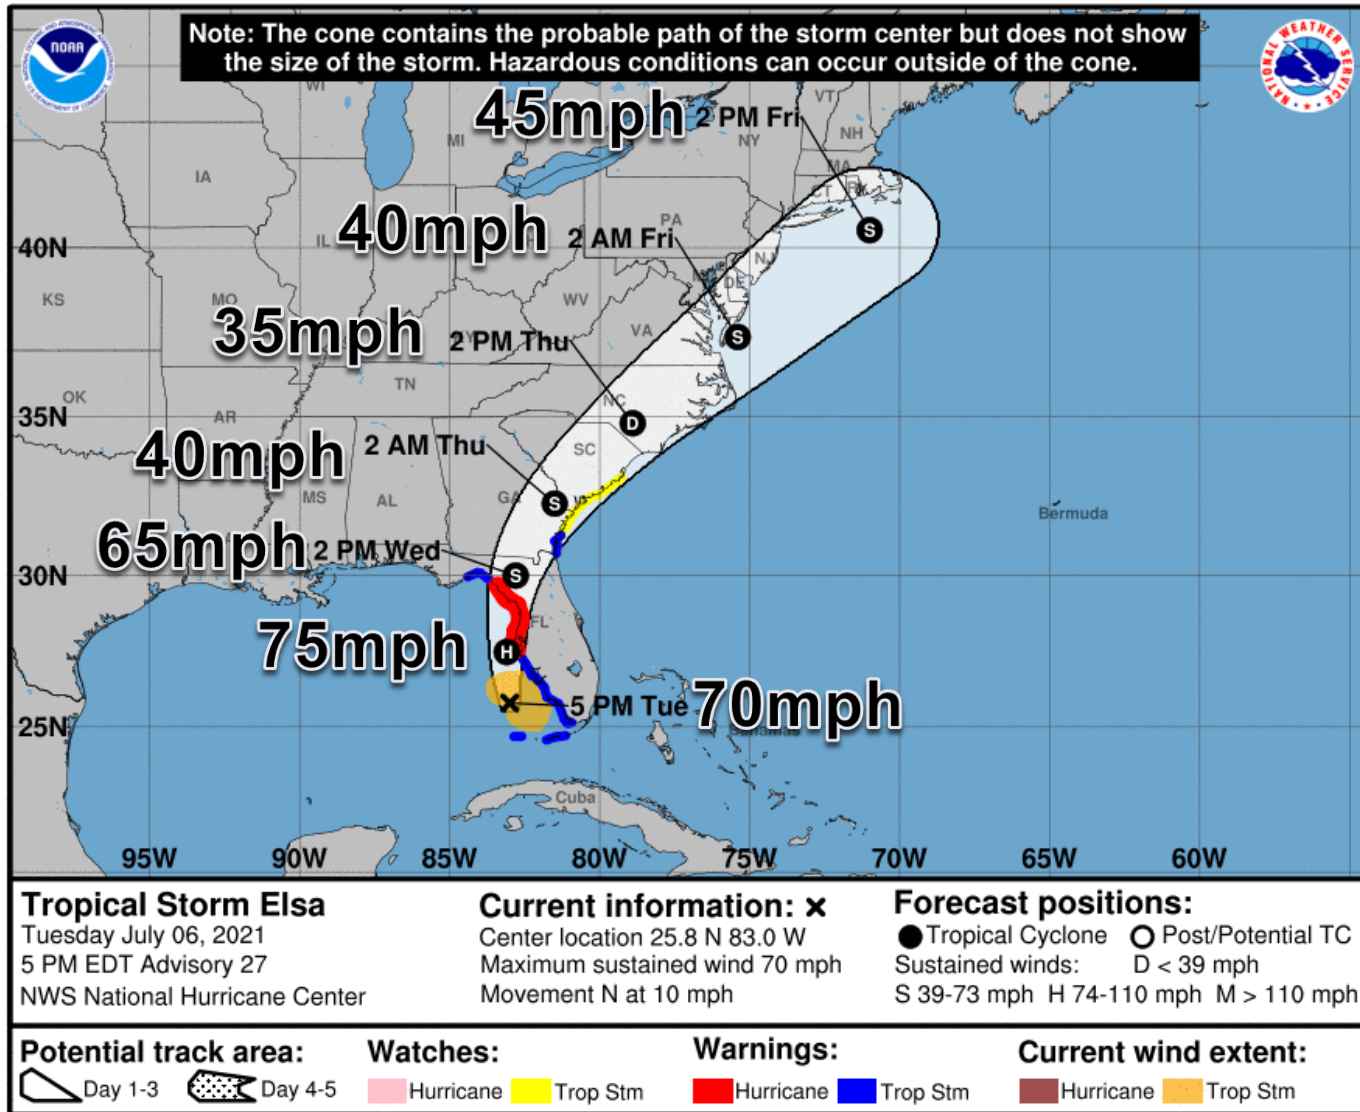 Note: The cone contains the probable path of the storm center but does not show
the size of the storm. Hazardous conditions can occur outside of the cone.
NOAA
NATIONAL WEATHER SERVICE
WI
MI
VT
NH
NY
MA
CT
45mph 2 PM Fri
IA
IL
PA
NJ
DE
40mph 2 AM Fri
40N
KS
MO
WV
VA
35mph 2 PM Thu
OK
AR
TN
NC
35N
SC
40mph 2 AM Thu
MS
AL
GA
Bermuda
65mph 2 PM Wed
30N
S
S
D
S
S
H
FL
75mph
5 PM Tue 70mph
25N
Bahamas
Cuba
95W 90W 85W 80W 75W 70W 65W 60W
Tropical Storm Elsa
Tuesday July 06, 2021
5 PM EDT Advisory 27
NWS National Hurricane Center
Current information: ×
Center location 25.8 N 83.0 W
Maximum sustained wind 70 mph
Movement N at 10 mph
Forecast positions:
Tropical Cyclone Post/Potential TC
Sustained winds: D < 39 mph
S 39-73 mph H 74-110 mph M > 110 mph
Potential track area:
Day 1-3 Day 4-5
Watches:
Hurricane Trop Stm
Warnings:
Hurricane Trop Stm
Current wind extent:
Hurricane Trop Stm